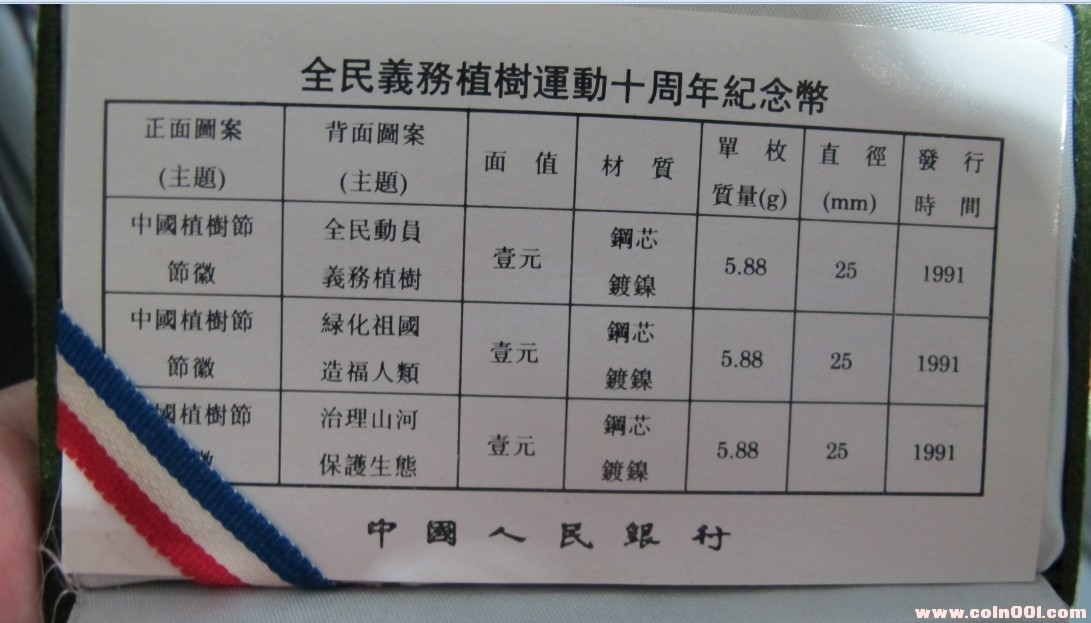 全民義務植樹運動十周年紀念幣
正面圖案 (主題) 背面圖案 (主題) 面值 材質 單枚質量(g) 直徑(mm) 發行時間
中國植樹節節徽 全民動員義務植樹 壹元 鋼芯鍍鎳 5.88 25 1991
中國植樹節節徽 綠化祖國造福人類 壹元 鋼芯鍍鎳 5.88 25 1991
國植樹節徽 治理山河保護生態 壹元 鋼芯鍍鎳 5.88 25 1991
中國人民銀行
www.coin001.com